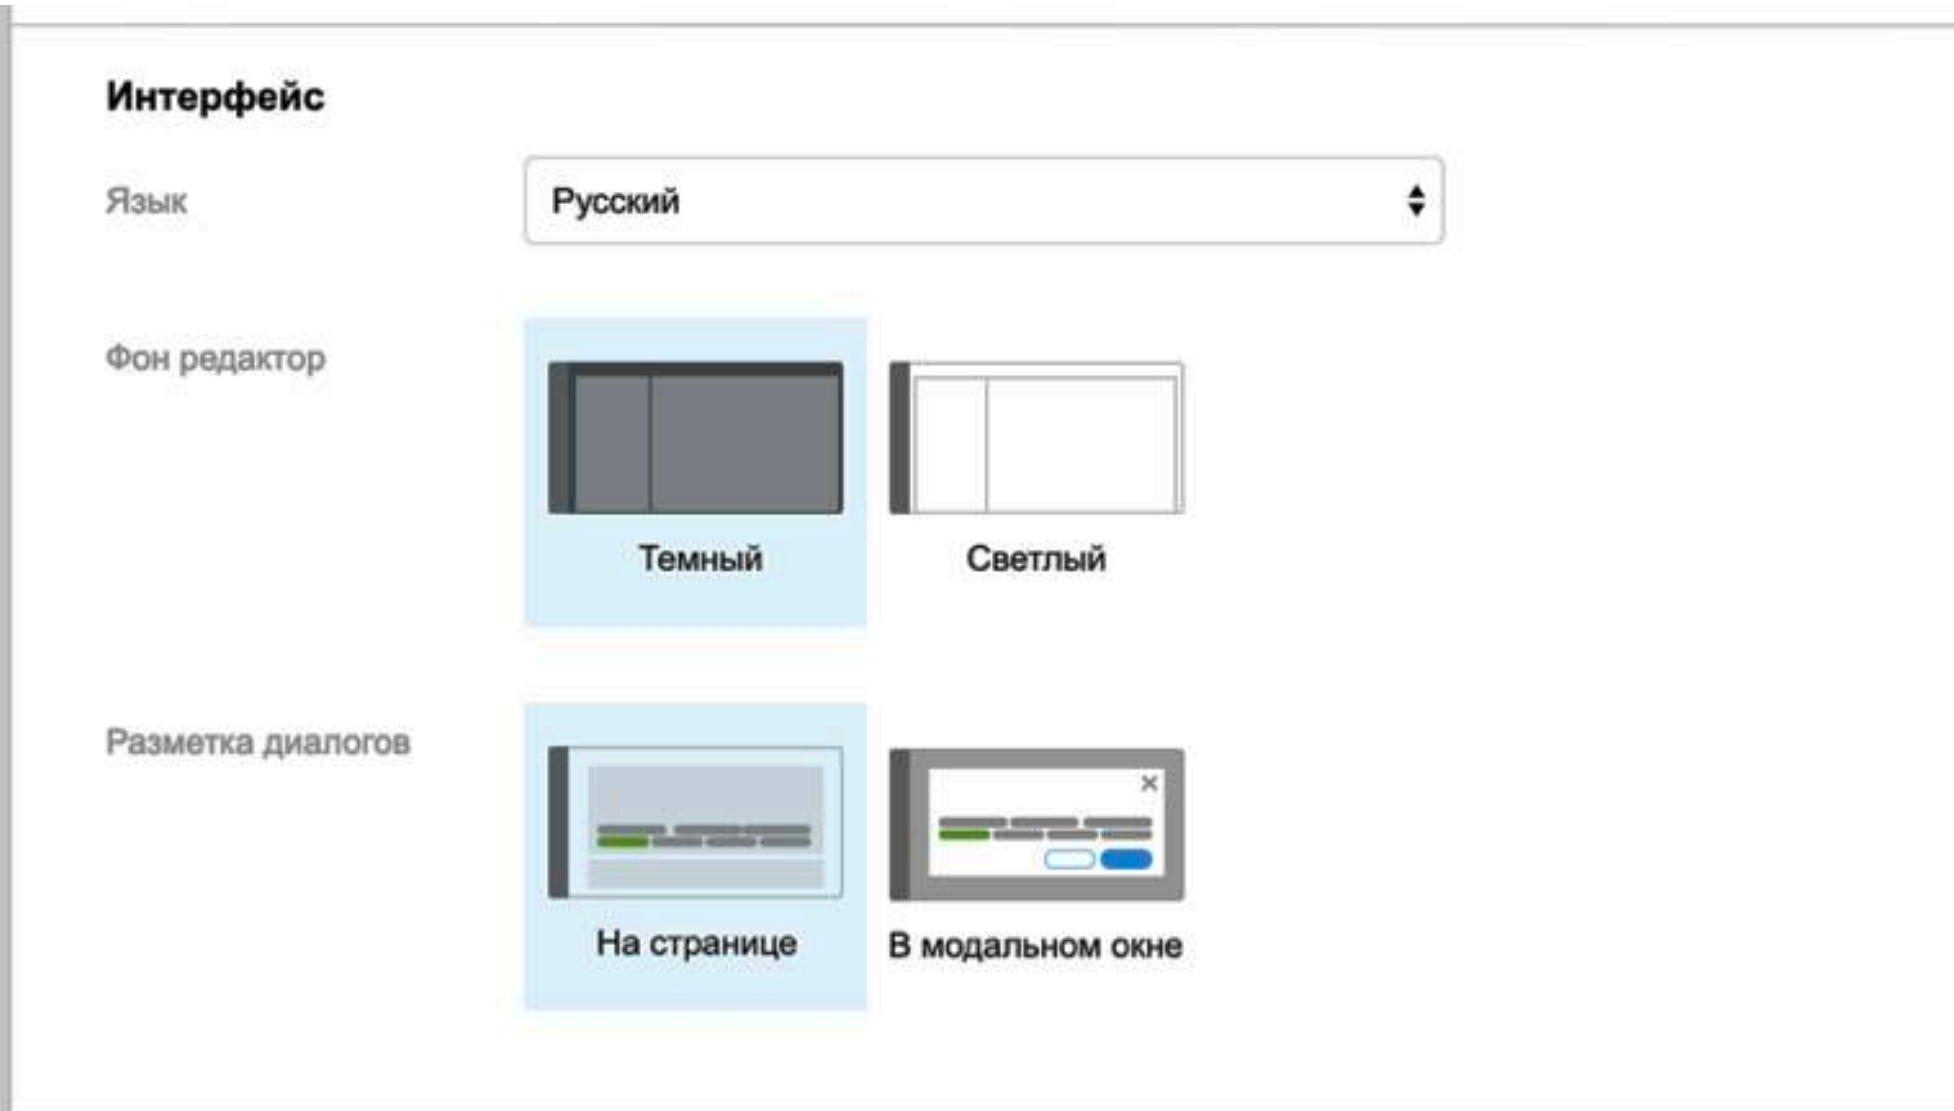 Интерфейс
Язык
Русский
Фон редактор
Темный
Светлый
Разметка диалогов
На странице
В модальном окне